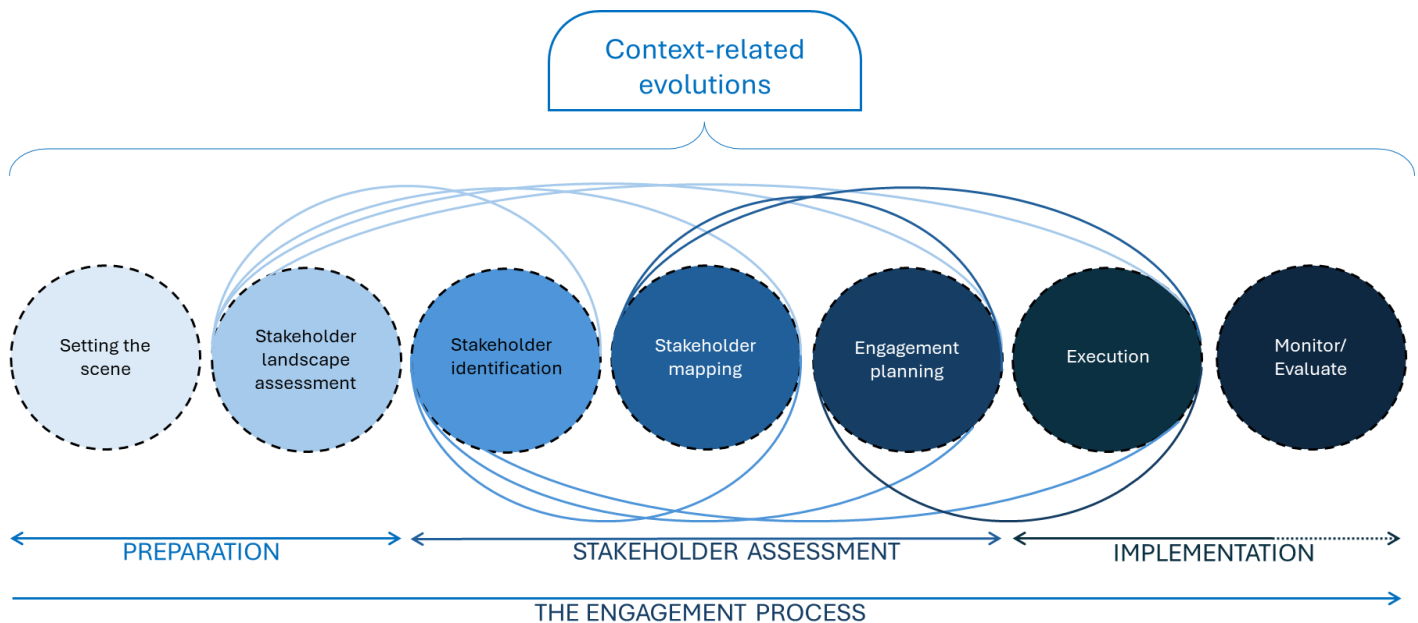 Context-related
evolutions
Setting the
scene
Stakeholder
landscape
assessment
Stakeholder
identification
Stakeholder
mapping
Engagement
planning
Execution
Monitor/
Evaluate
PREPARATION
STAKEHOLDER ASSESSMENT
IMPLEMENTATION
THE ENGAGEMENT PROCESS